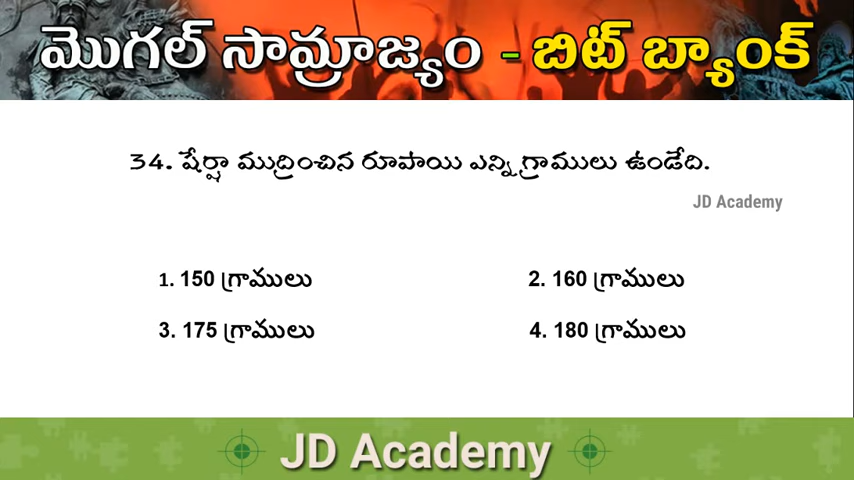 మొగల్ సామ్రాజ్యం - బిట్ బ్యాంక్
34. షేర్షా ముద్రించిన రూపాయి ఎన్ని గ్రాములు ఉండేది.
JD Academy
1. 150 గ్రాములు
2. 160 గ్రాములు
3. 175 గ్రాములు
4. 180 గ్రాములు
JD Academy